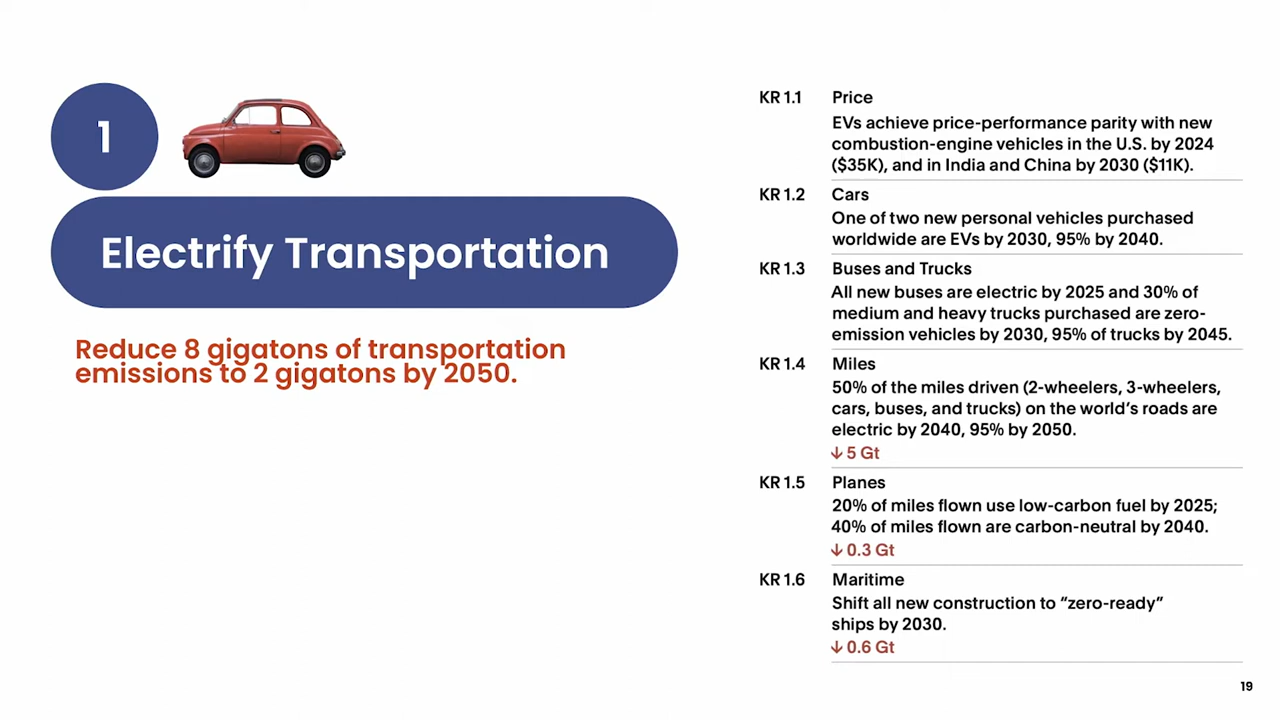 1
Electrify Transportation
Reduce 8 gigatons of transportation
emissions to 2 gigatons by 2050.
KR 1.1 Price
EVs achieve price-performance parity with new
combustion-engine vehicles in the U.S. by 2024
($35K), and in India and China by 2030 ($11K).
KR 1.2 Cars
One of two new personal vehicles purchased
worldwide are EVs by 2030, 95% by 2040.
KR 1.3 Buses and Trucks
All new buses are electric by 2025 and 30% of
medium and heavy trucks purchased are zero-
emission vehicles by 2030, 95% of trucks by 2045.
KR 1.4 Miles
50% of the miles driven (2-wheelers, 3-wheelers,
cars, buses, and trucks) on the world’s roads are
electric by 2040, 95% by 2050.
↓ 5 Gt
KR 1.5 Planes
20% of miles flown use low-carbon fuel by 2025;
40% of miles flown are carbon-neutral by 2040.
↓ 0.3 Gt
KR 1.6 Maritime
Shift all new construction to “zero-ready”
ships by 2030.
↓ 0.6 Gt
19